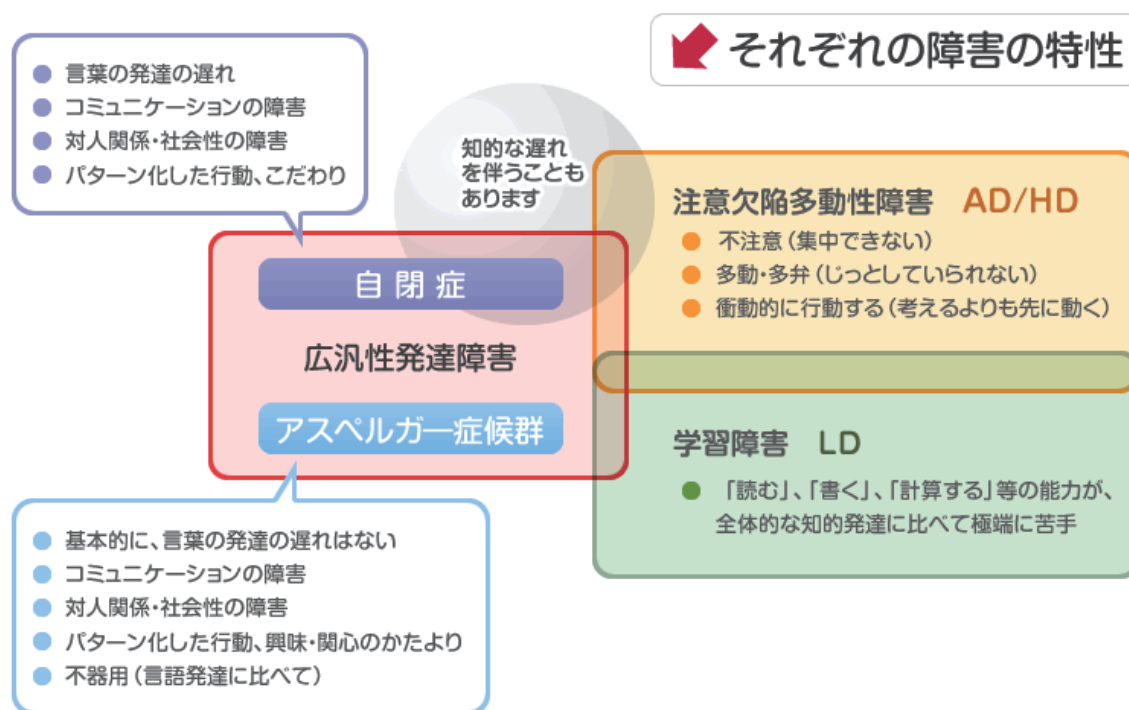 それぞれの障害の特性
● 言葉の発達の遅れ
● コミュニケーションの障害
● 対人関係・社会性の障害
● パターン化した行動、こだわり
知的な遅れ
を伴うことも
あります
自閉症
広汎性発達障害
アスペルガー症候群
● 基本的に、言葉の発達の遅れはない
● コミュニケーションの障害
● 対人関係・社会性の障害
● パターン化した行動、興味・関心のかたより
● 不器用(言語発達に比べて)
注意欠陥多動性障害 AD/HD
● 不注意(集中できない)
● 多動・多弁(じっとしていられない)
● 衝動的に行動する(考えるよりも先に動く)
学習障害 LD
● 「読む」、「書く」、「計算する」等の能力が、
全体的な知的発達に比べて極端に苦手